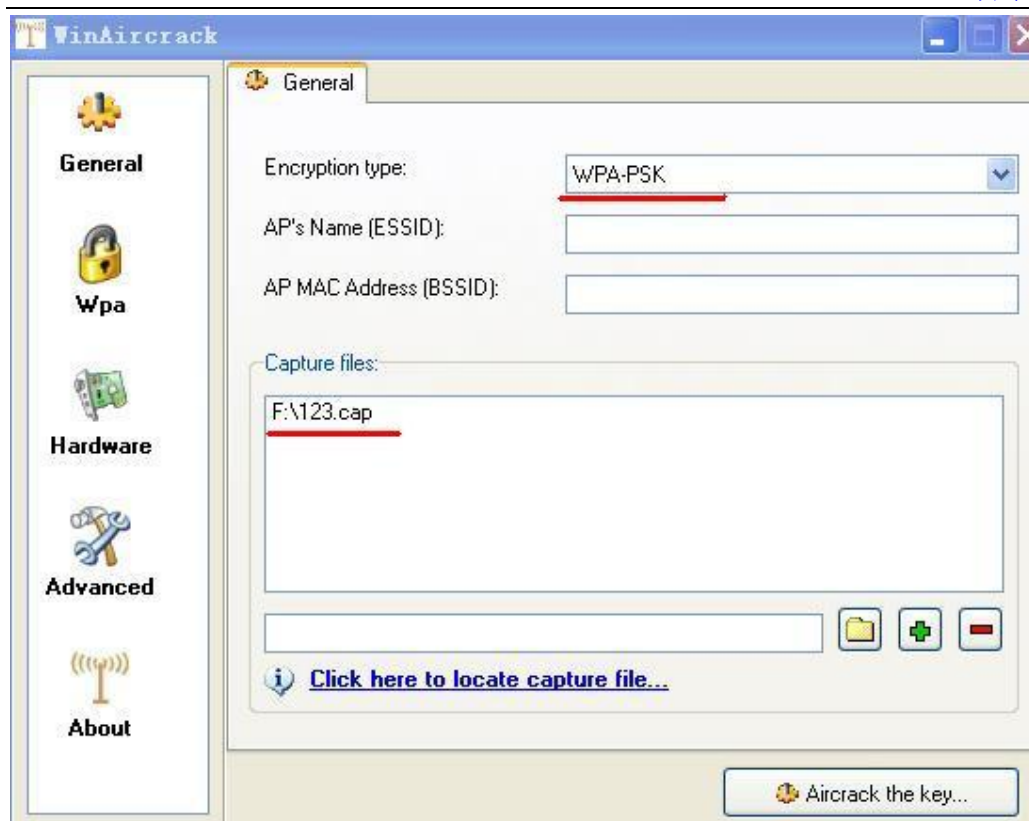 WinAircrack
General
General
Encryption type:
WPA-PSK
AP's Name (ESSID):
AP MAC Address (BSSID):
Wpa
Capture files:
F:\123.cap
Hardware
Advanced
Click here to locate capture file...
About
Aircrack the key...